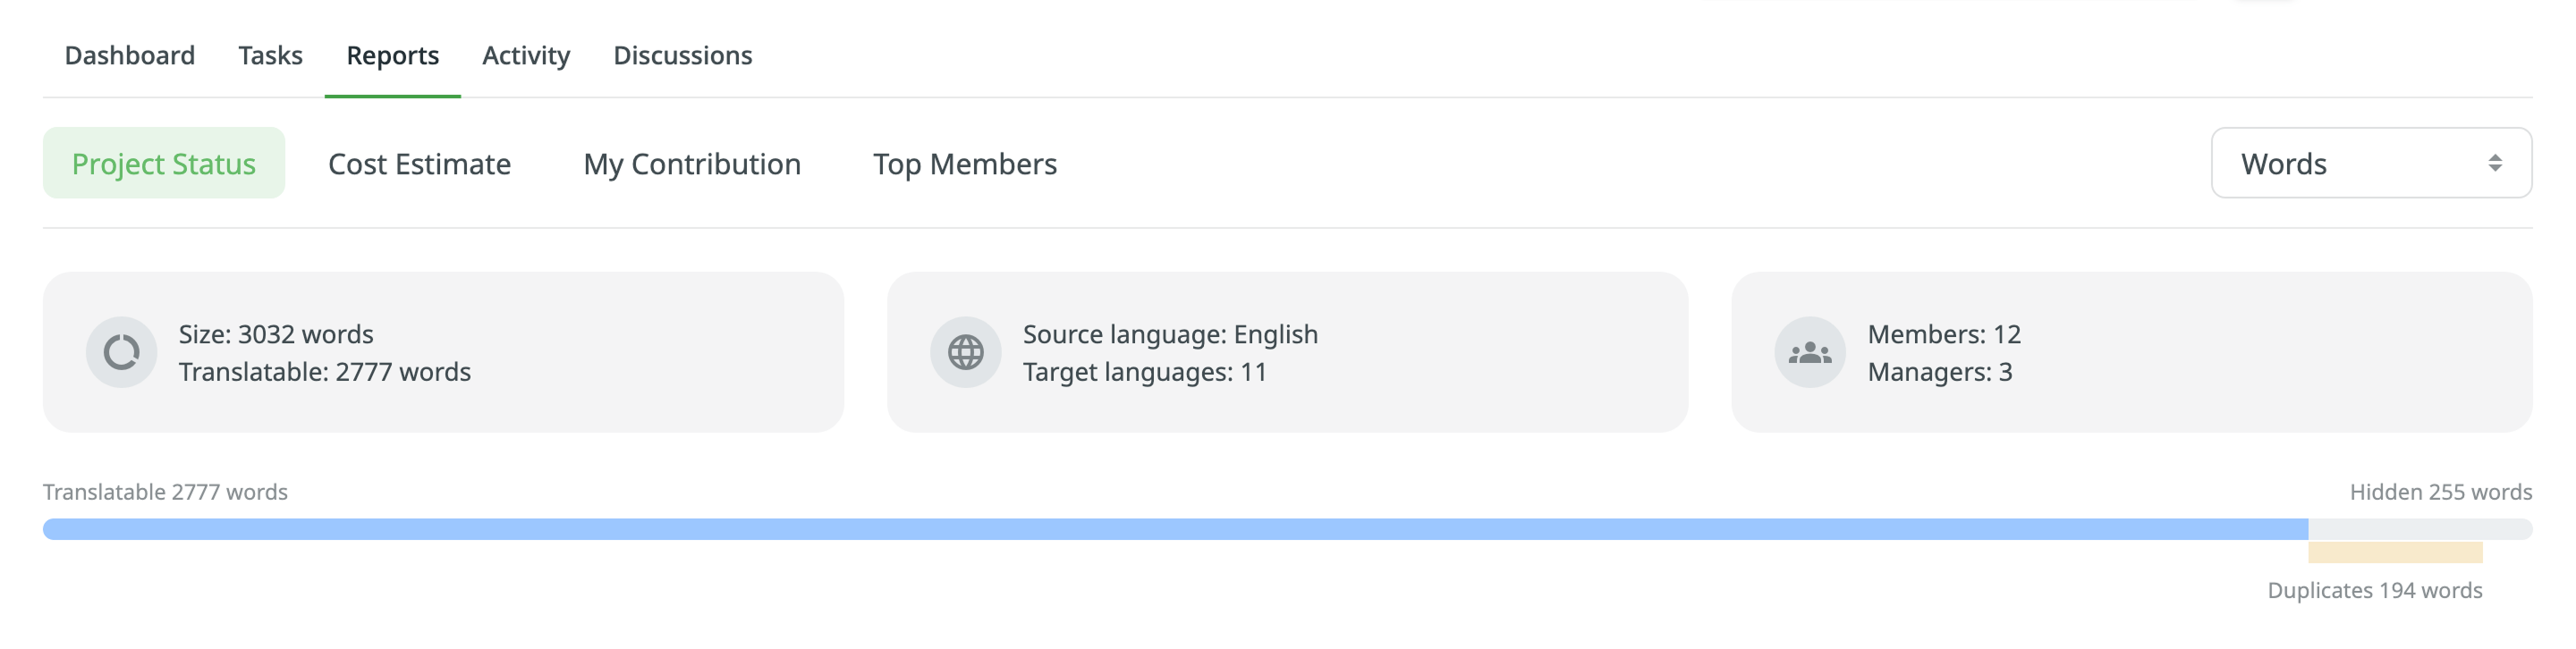 Dashboard Tasks Reports Activity Discussions
Project Status Cost Estimate My Contribution Top Members Words
Size: 3032 words
Translatable: 2777 words
Source language: English
Target languages: 11
Members: 12
Managers: 3
Translatable 2777 words
Hidden 255 words
Duplicates 194 words